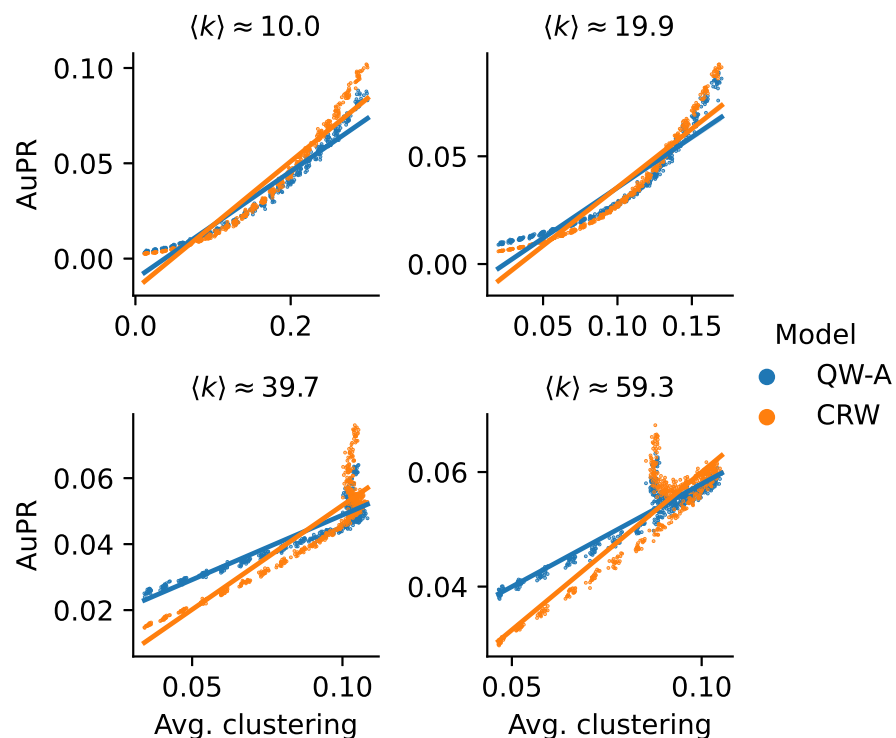 ⟨k⟩ ≈ 10.0
⟨k⟩ ≈ 19.9
AuPR
0.10
0.05
0.00
0.0
0.2
0.05
0.00
0.05
0.10
0.15
Model
QW-A
CRW
⟨k⟩ ≈ 39.7
⟨k⟩ ≈ 59.3
AuPR
0.06
0.04
0.02
0.05
0.10
0.06
0.04
0.05
0.10
Avg. clustering
Avg. clustering